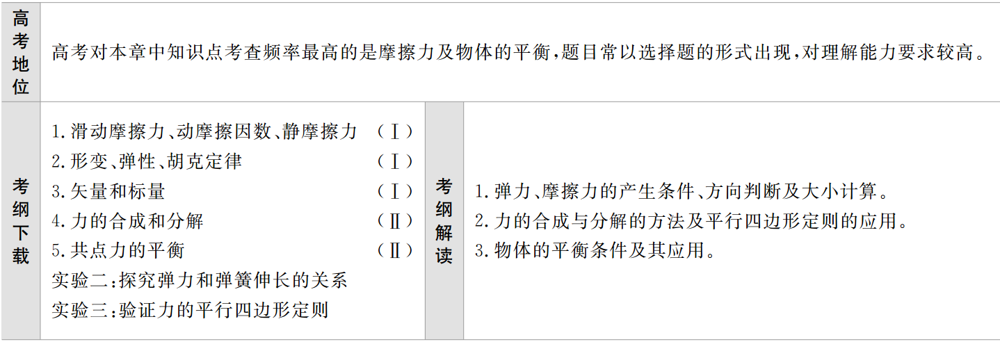 高考地位
高考对本章中知识点考查频率最高的是摩擦力及物体的平衡,题目常以选择题的形式出现,对理解能力要求较高。
考纲下载
1.滑动摩擦力、动摩擦因数、静摩擦力 (Ⅰ)
2.形变、弹性、胡克定律 (Ⅰ)
3.矢量和标量 (Ⅰ)
4.力的合成和分解 (Ⅱ)
5.共点力的平衡 (Ⅱ)
实验二:探究弹力和弹簧伸长的关系
实验三:验证力的平行四边形定则
考纲解读
1.弹力、摩擦力的产生条件、方向判断及大小计算。
2.力的合成与分解的方法及平行四边形定则的应用。
3.物体的平衡条件及其应用。